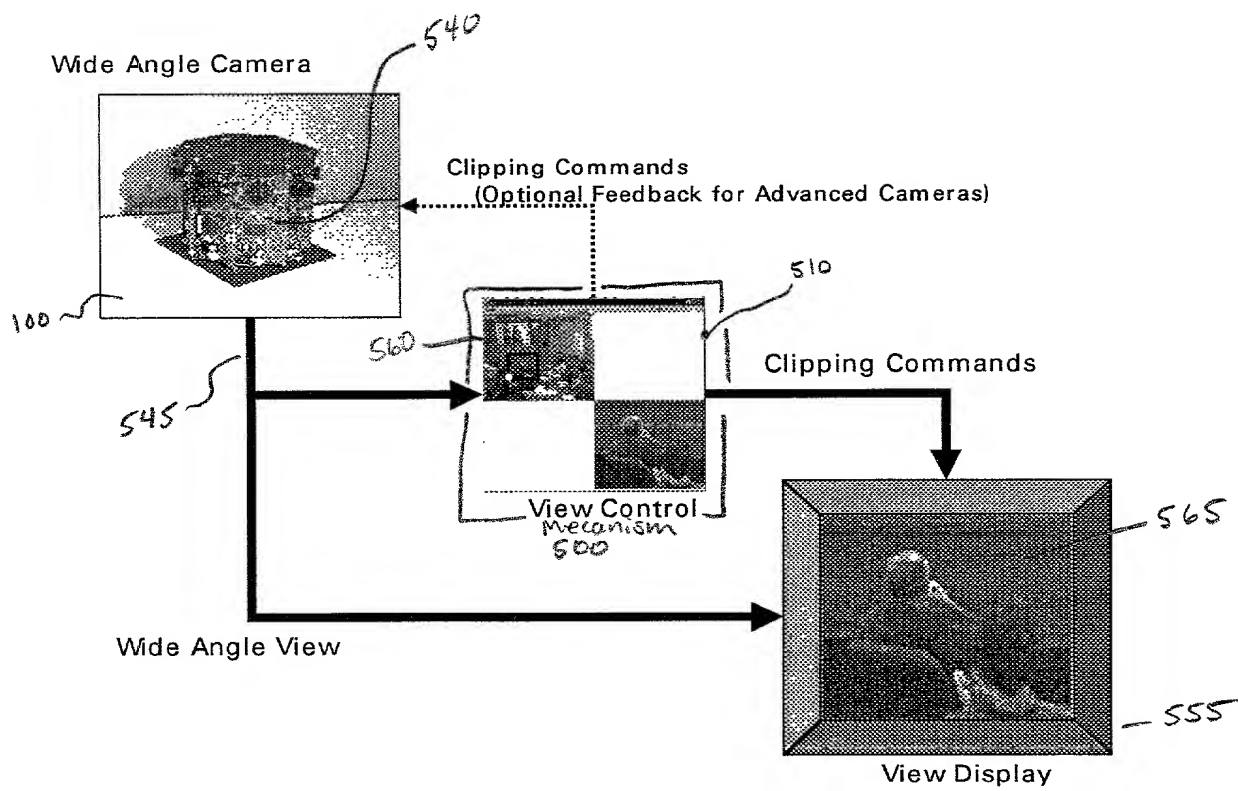 540
Wide Angle Camera
Clipping Commands
(Optional Feedback for Advanced Cameras)
510
100
560
Clipping Commands
545
View Control
Mecanism
500
565
Wide Angle View
555
View Display